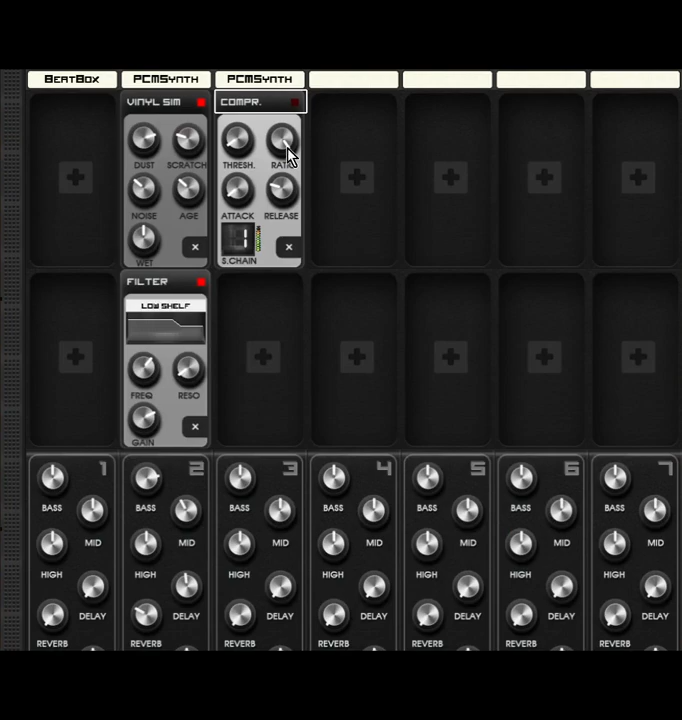 BEATBOX PCMSYNTH PCMSYNTH
VINYL SIM COMPR.
DUST SCRATCH THRESH.
NOISE AGE ATTACK RELEASE
WET × S.CHAIN 1 ×
FILTER
LOW SHELF
FREQ RESO
GAIN ×
1 2 3 4 5 6 7
BASS BASS BASS BASS BASS BASS BASS
MID MID MID MID MID MID MID
HIGH HIGH HIGH HIGH HIGH HIGH HIGH
DELAY DELAY DELAY DELAY DELAY DELAY DELAY
REVERB REVERB REVERB REVERB REVERB REVERB REVERB